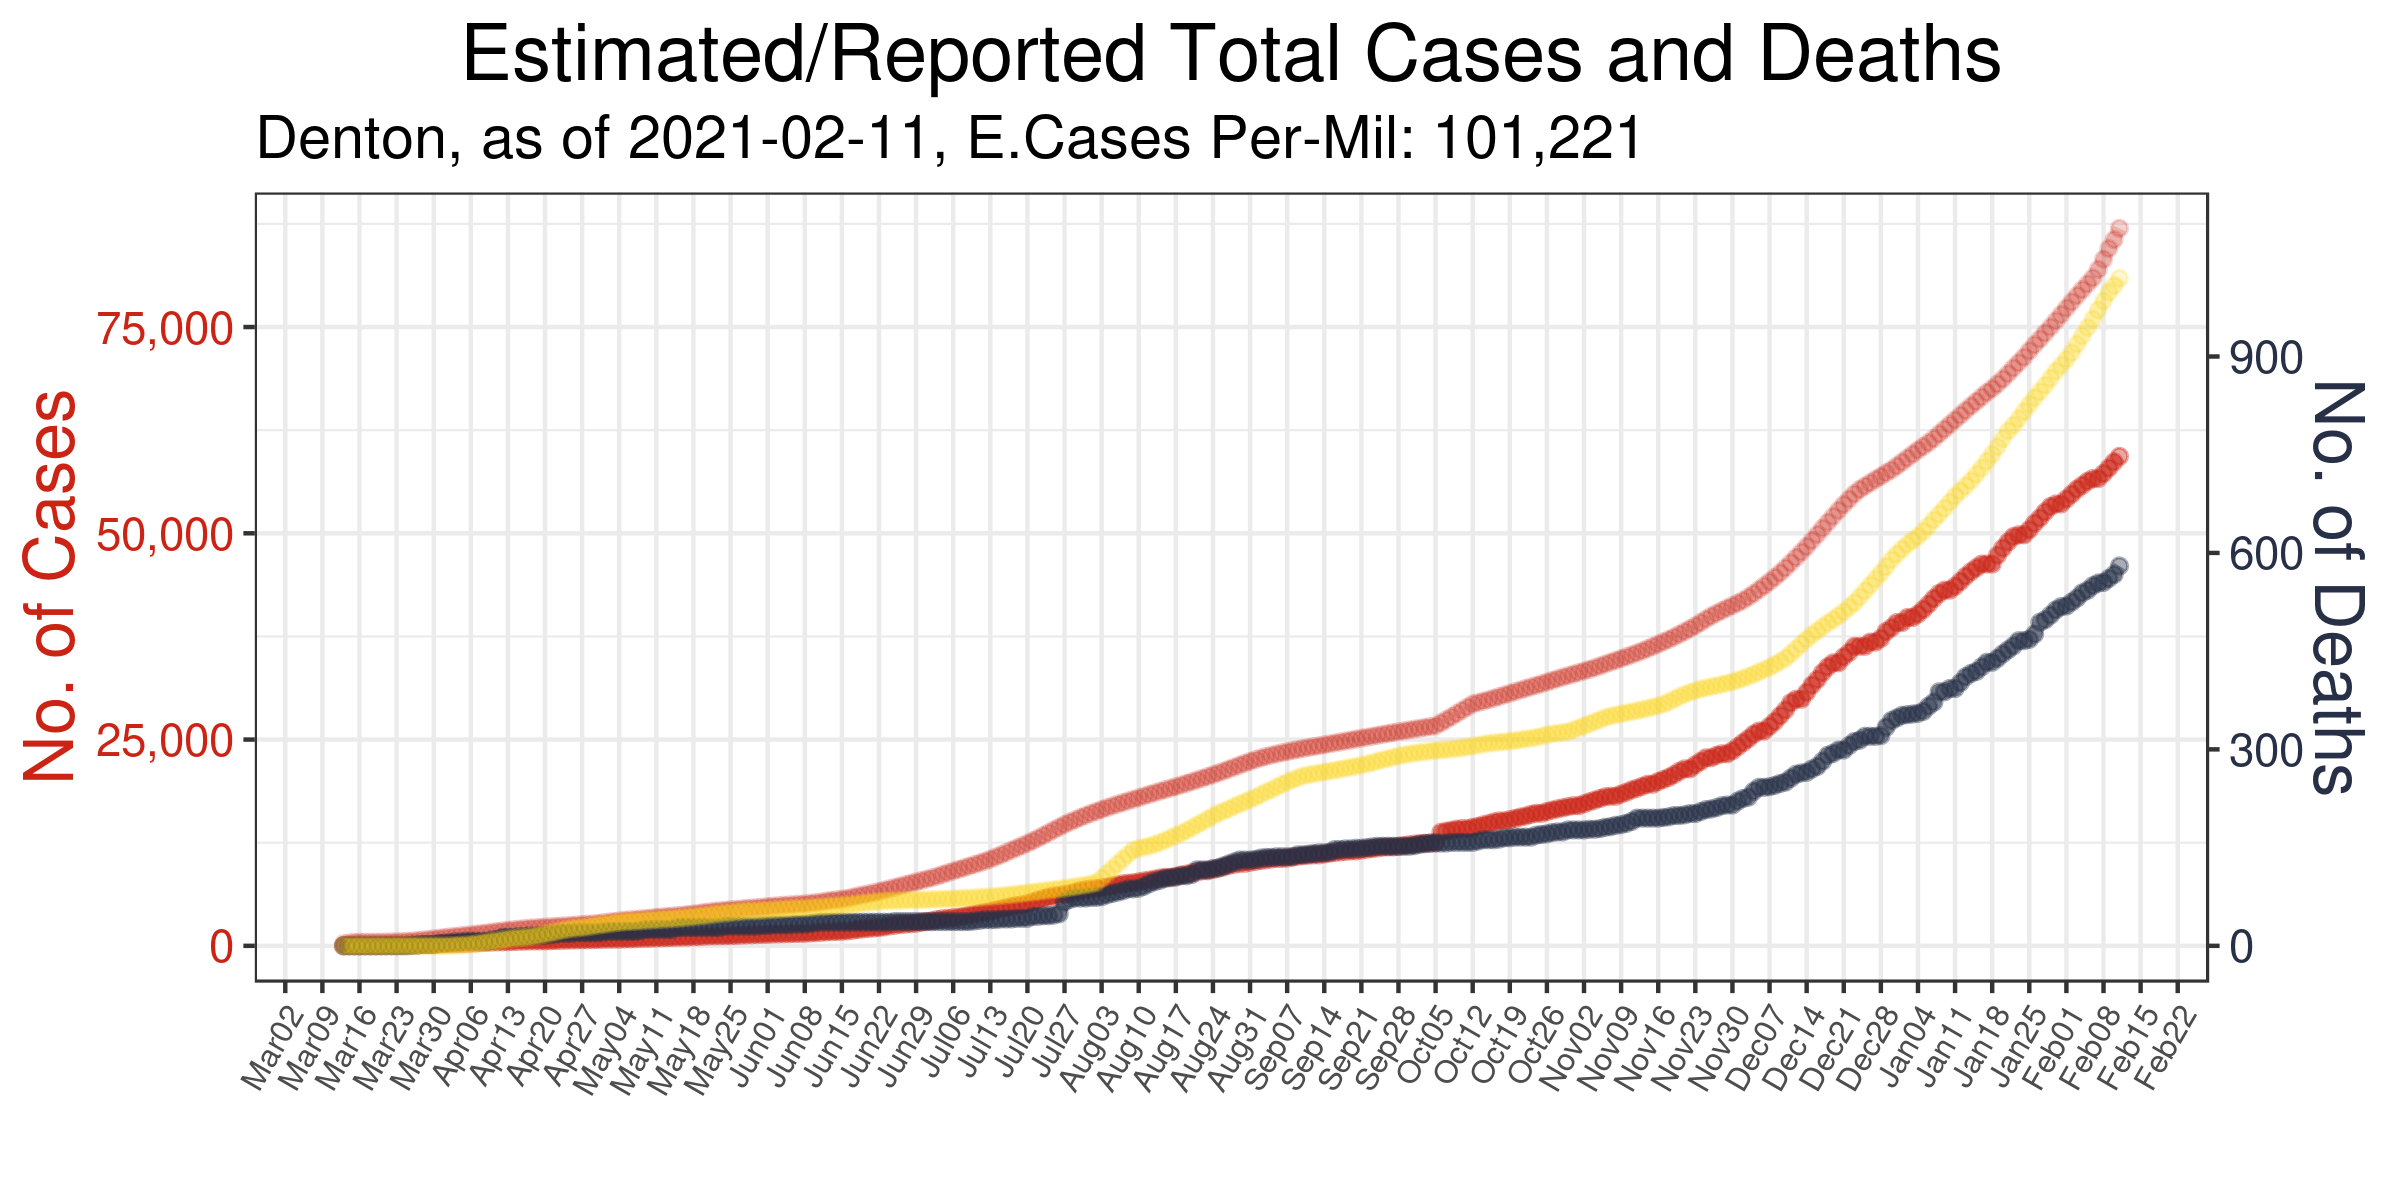 Estimated/Reported Total Cases and Deaths
Denton, as of 2021-02-11, E.Cases Per-Mil: 101,221
No. of Cases
75,000
50,000
25,000
0
900
600
300
0
No. of Deaths
Mar02
Mar09
Mar16
Mar23
Mar30
Apr06
Apr13
Apr20
Apr27
May04
May11
May18
May25
Jun01
Jun08
Jun15
Jun22
Jun29
Jul06
Jul13
Jul20
Jul27
Aug03
Aug10
Aug17
Aug24
Aug31
Sep07
Sep14
Sep21
Sep28
Oct05
Oct12
Oct19
Oct26
Nov02
Nov09
Nov16
Nov23
Nov30
Dec07
Dec14
Dec21
Dec28
Jan04
Jan11
Jan18
Jan25
Feb01
Feb08
Feb15
Feb22